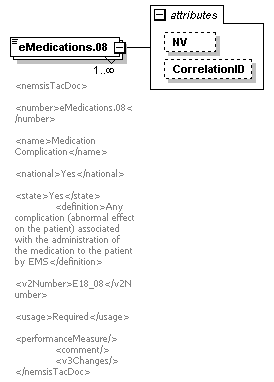 attributes
eMedications.08
NV
CorrelationID
1..∞
<nemsisTacDoc>
<number>eMedications.08<
/number>
<name>Medication
Complication</name>
<national>Yes</national>
<state>Yes</state>
<definition>Any
complication (abnormal effect
on the patient) associated
with the administration of
the medication to the patient
by EMS</definition>
<v2Number>E18_08</v2N
umber>
<usage>Required</usage>
<performanceMeasure/>
<comment/>
<v3Changes/>
</nemsisTacDoc>